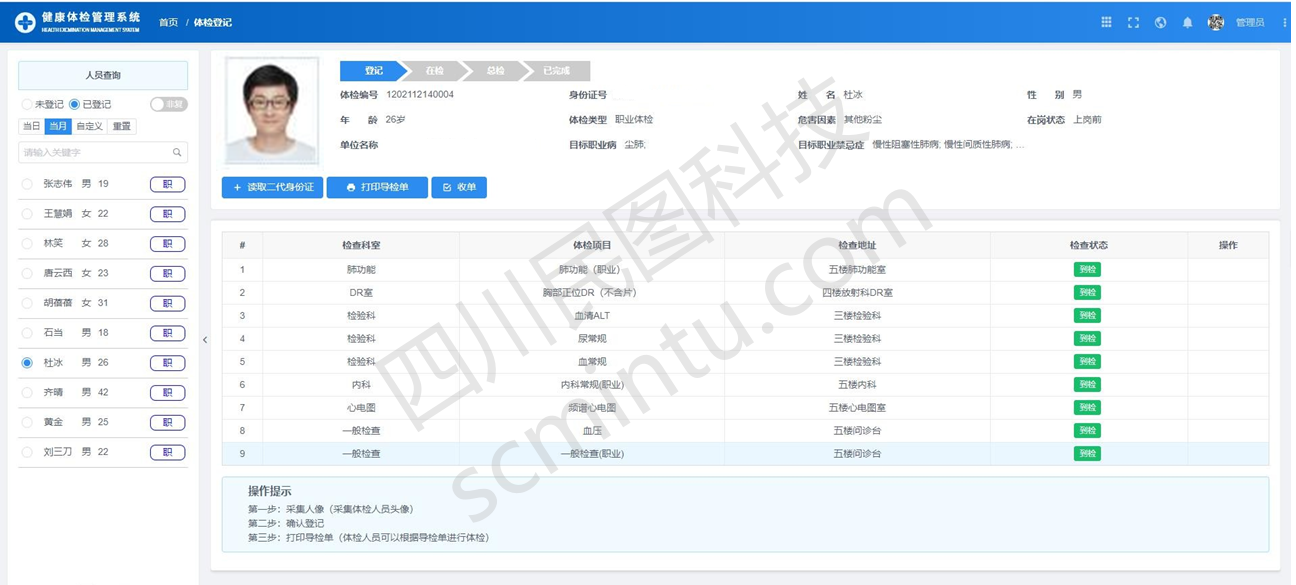 健康体检管理系统
HEALTH EXCMINATION MANAGEMENT SYSTEM
首页 / 体检登记
管理员
人员查询
未登记 已登记 非复
当日 当月 自定义 重置
请输入关键字
张志伟 男 19 职
王慧娟 女 22 职
林笑 女 28 职
唐云西 女 23 职
胡蓓蓓 女 31 职
石当 男 18 职
杜冰 男 26 职
齐晴 男 42 职
黄金 男 25 职
刘三刀 男 22 职
登记 在检 总检 已完成
体检编号 1202112140004 身份证号 姓 名 杜冰 性 别 男
年 龄 26岁 体检类型 职业体检 危害因素 其他粉尘 在岗状态 上岗前
单位名称 目标职业病 尘肺; 目标职业禁忌症 慢性阻塞性肺病; 慢性间质性肺病; ...
+ 读取二代身份证 打印导检单 收单
# 检查科室 体检项目 检查地址 检查状态 操作
1 肺功能 肺功能（职业） 五楼肺功能室 到检
2 DR室 胸部正位DR（不含片） 四楼放射科DR室 到检
3 检验科 血清ALT 三楼检验科 到检
4 检验科 尿常规 三楼检验科 到检
5 检验科 血常规 三楼检验科 到检
6 内科 内科常规(职业) 五楼内科 到检
7 心电图 频谱心电图 五楼心电图室 到检
8 一般检查 血压 五楼问诊台 到检
9 一般检查 一般检查(职业) 五楼问诊台 到检
操作提示
第一步：采集人像（采集体检人员头像）
第二步：确认登记
第三步：打印导检单（体检人员可以根据导检单进行体检）
四川民图科技
scmintu.com